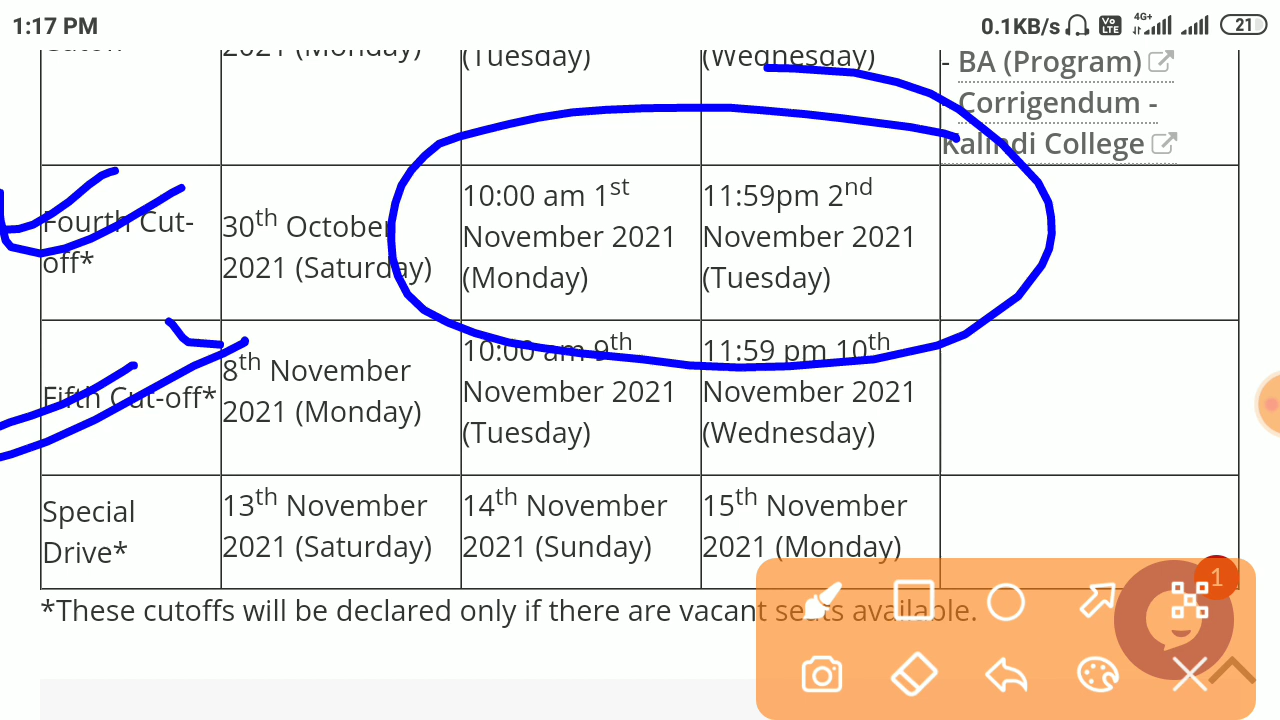 1:17 PM
0.1KB/s Vo LTE 4G+ 21
2021 (Monday)
(Tuesday)
(Wednesday)
- BA (Program)
- Corrigendum -
Kalindi College
Fourth Cut-
off*
30th October
2021 (Saturday)
10:00 am 1st
November 2021
(Monday)
11:59pm 2nd
November 2021
(Tuesday)
Fifth Cut-off*
8th November
2021 (Monday)
10:00 am 9th
November 2021
(Tuesday)
11:59 pm 10th
November 2021
(Wednesday)
Special
Drive*
13th November
2021 (Saturday)
14th November
2021 (Sunday)
15th November
2021 (Monday)
*These cutoffs will be declared only if there are vacant seats available.
1